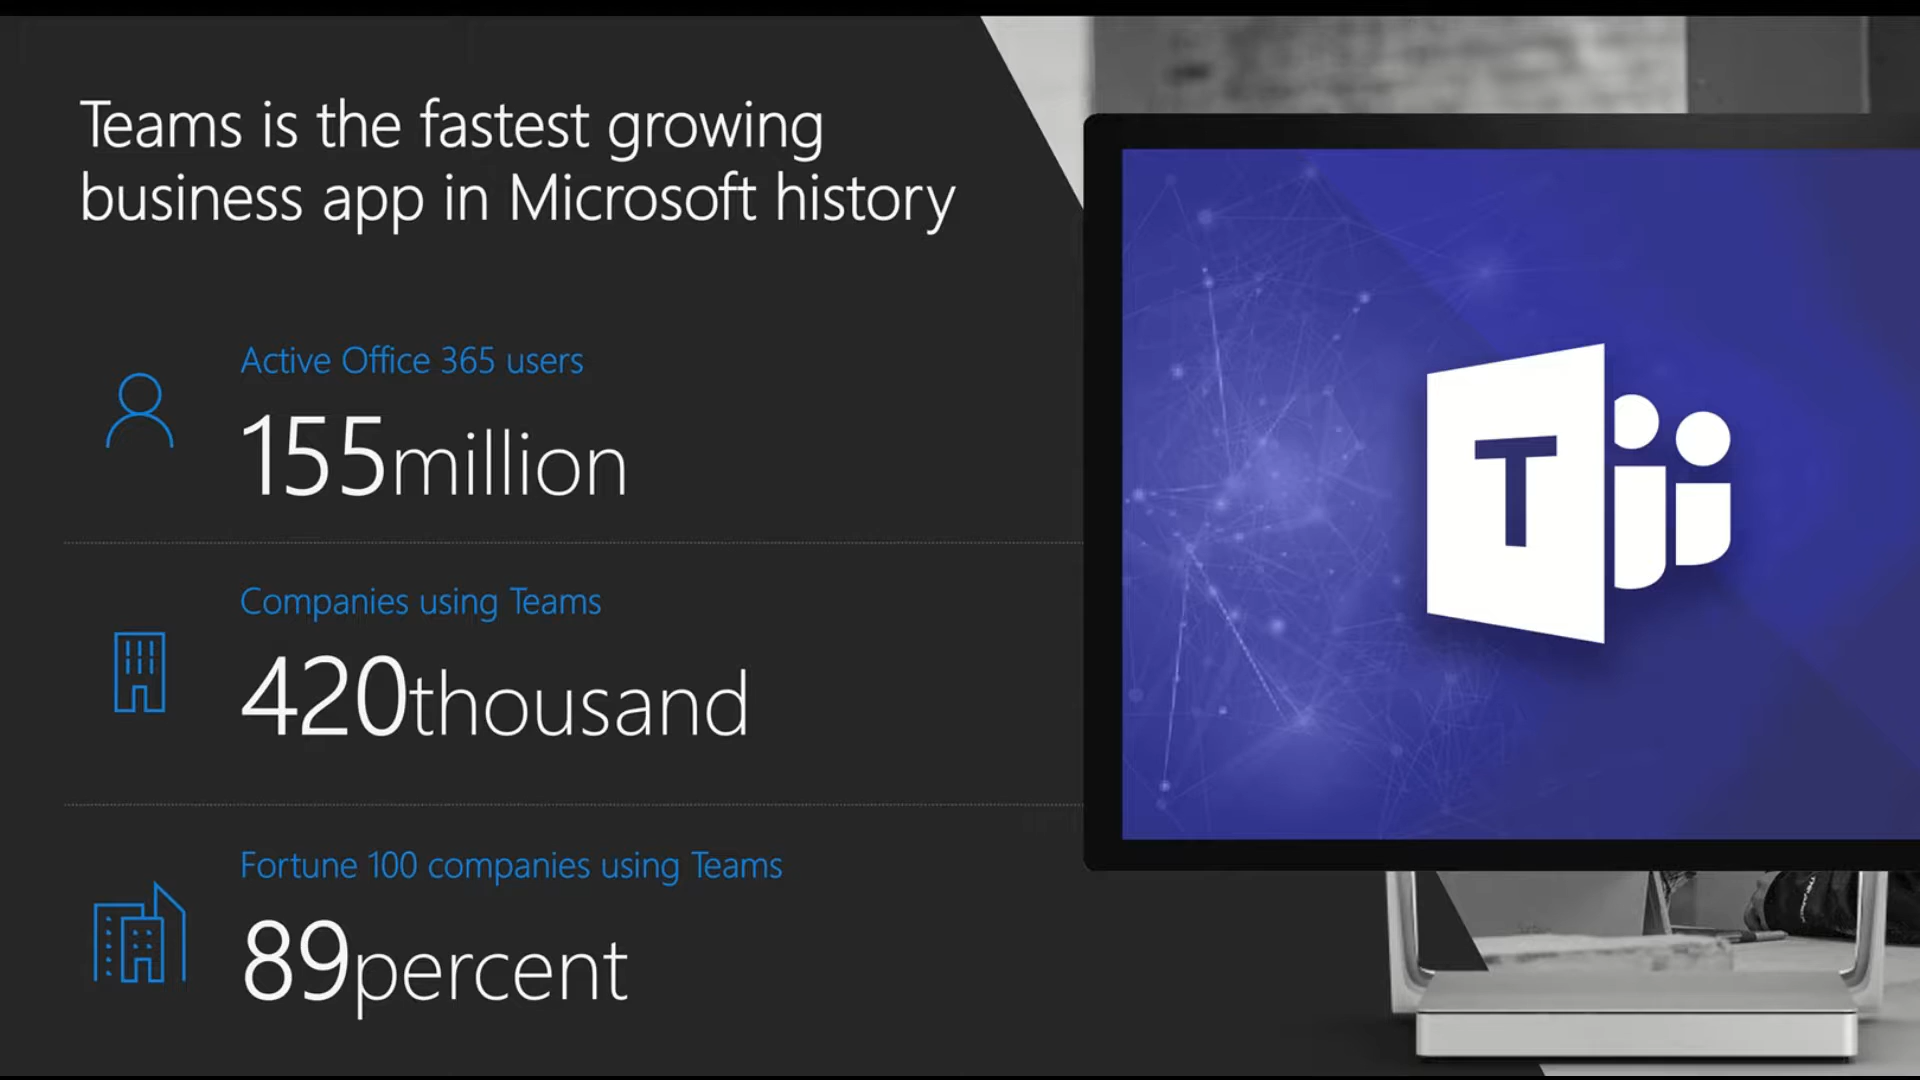 Teams is the fastest growing
business app in Microsoft history
Active Office 365 users
155million
Companies using Teams
420thousand
Fortune 100 companies using Teams
89percent
T